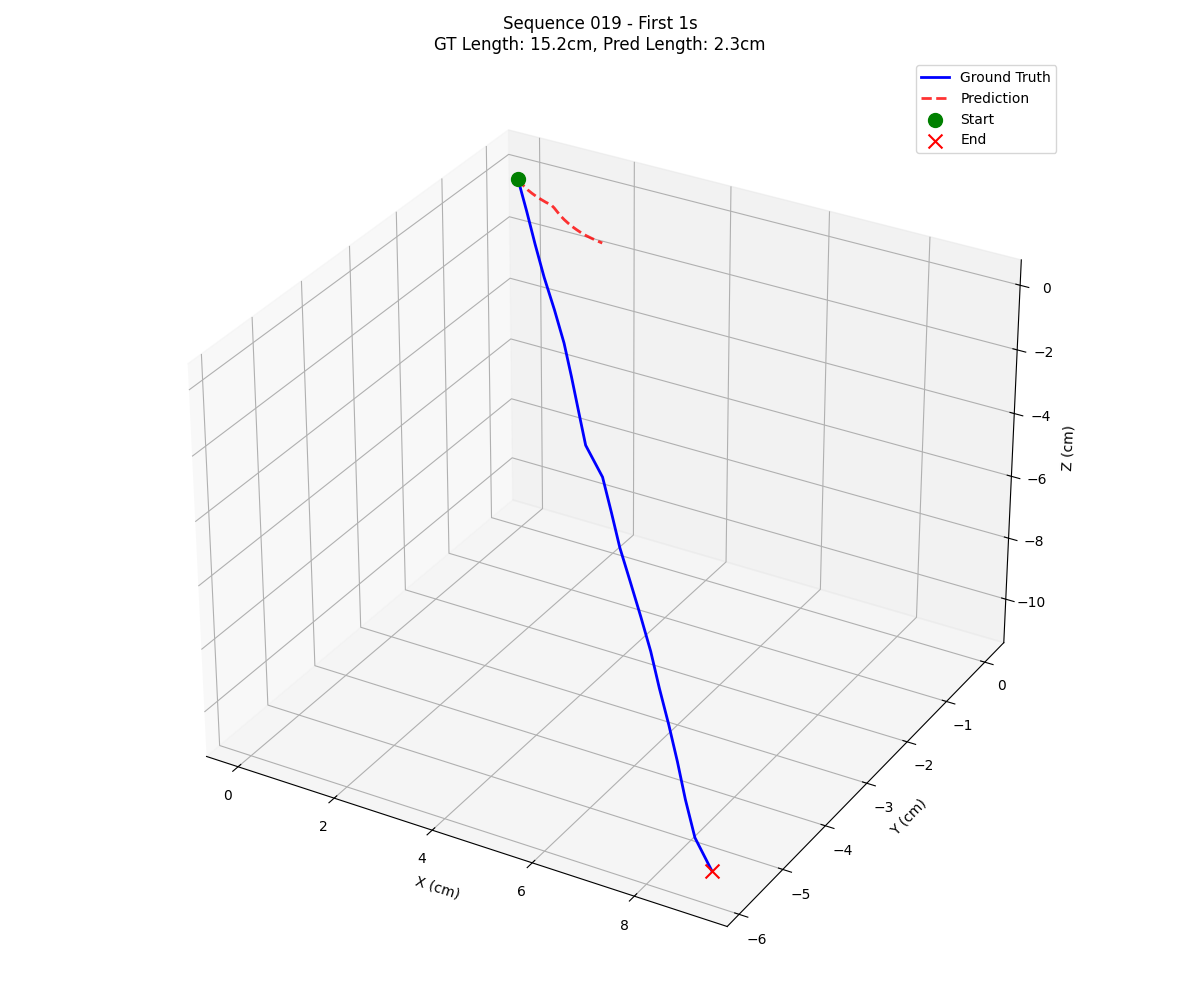 Sequence 019 - First 1s
GT Length: 15.2cm, Pred Length: 2.3cm
Ground Truth
Prediction
Start
End
0
−2
−4
−6
−8
−10
Z (cm)
0
−1
−2
−3
−4
−5
−6
Y (cm)
0
2
4
6
8
X (cm)